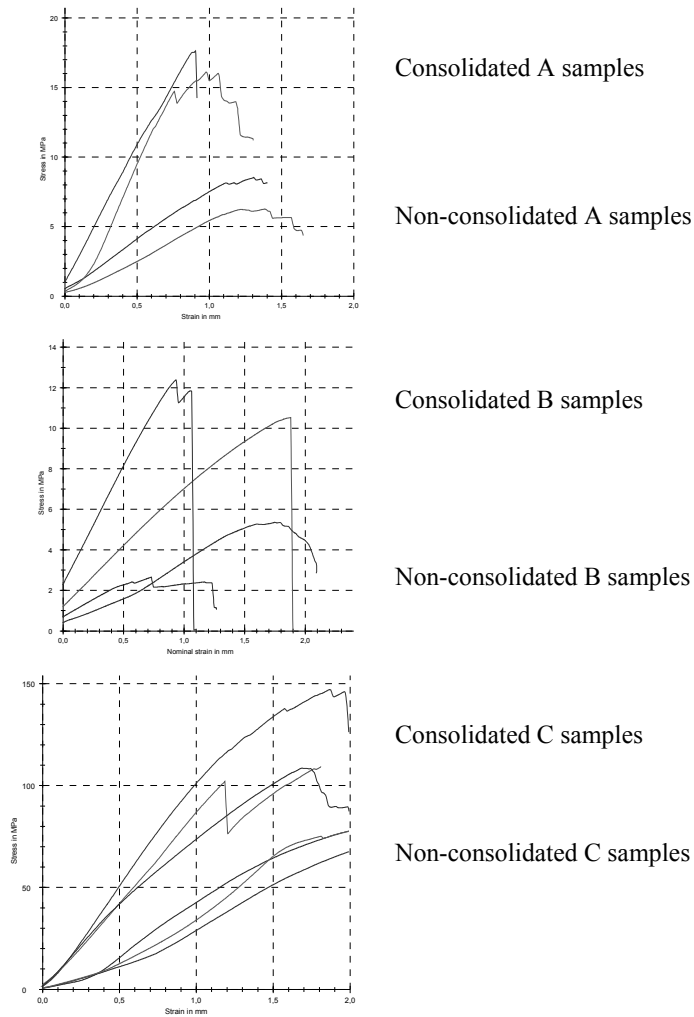 20
15
10
5
0
Stress in MPa
0,0 0,5 1,0 1,5 2,0
Strain in mm
Consolidated A samples
Non-consolidated A samples
14
12
10
8
6
4
2
0
Stress in MPa
0,0 0,5 1,0 1,5 2,0
Nominal strain in mm
Consolidated B samples
Non-consolidated B samples
150
100
50
0
Stress in MPa
0,0 0,5 1,0 1,5 2,0
Strain in mm
Consolidated C samples
Non-consolidated C samples